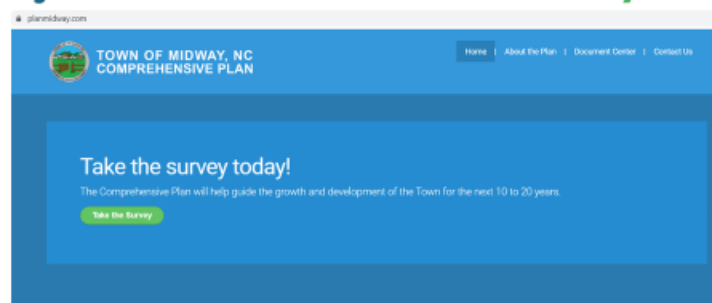 planmidway.com
TOWN OF MIDWAY, NC
COMPREHENSIVE PLAN
Home | About the Plan | Document Center | Contact Us
Take the survey today!
The Comprehensive Plan will help guide the growth and development of the Town for the next 10 to 20 years.
Take the Survey